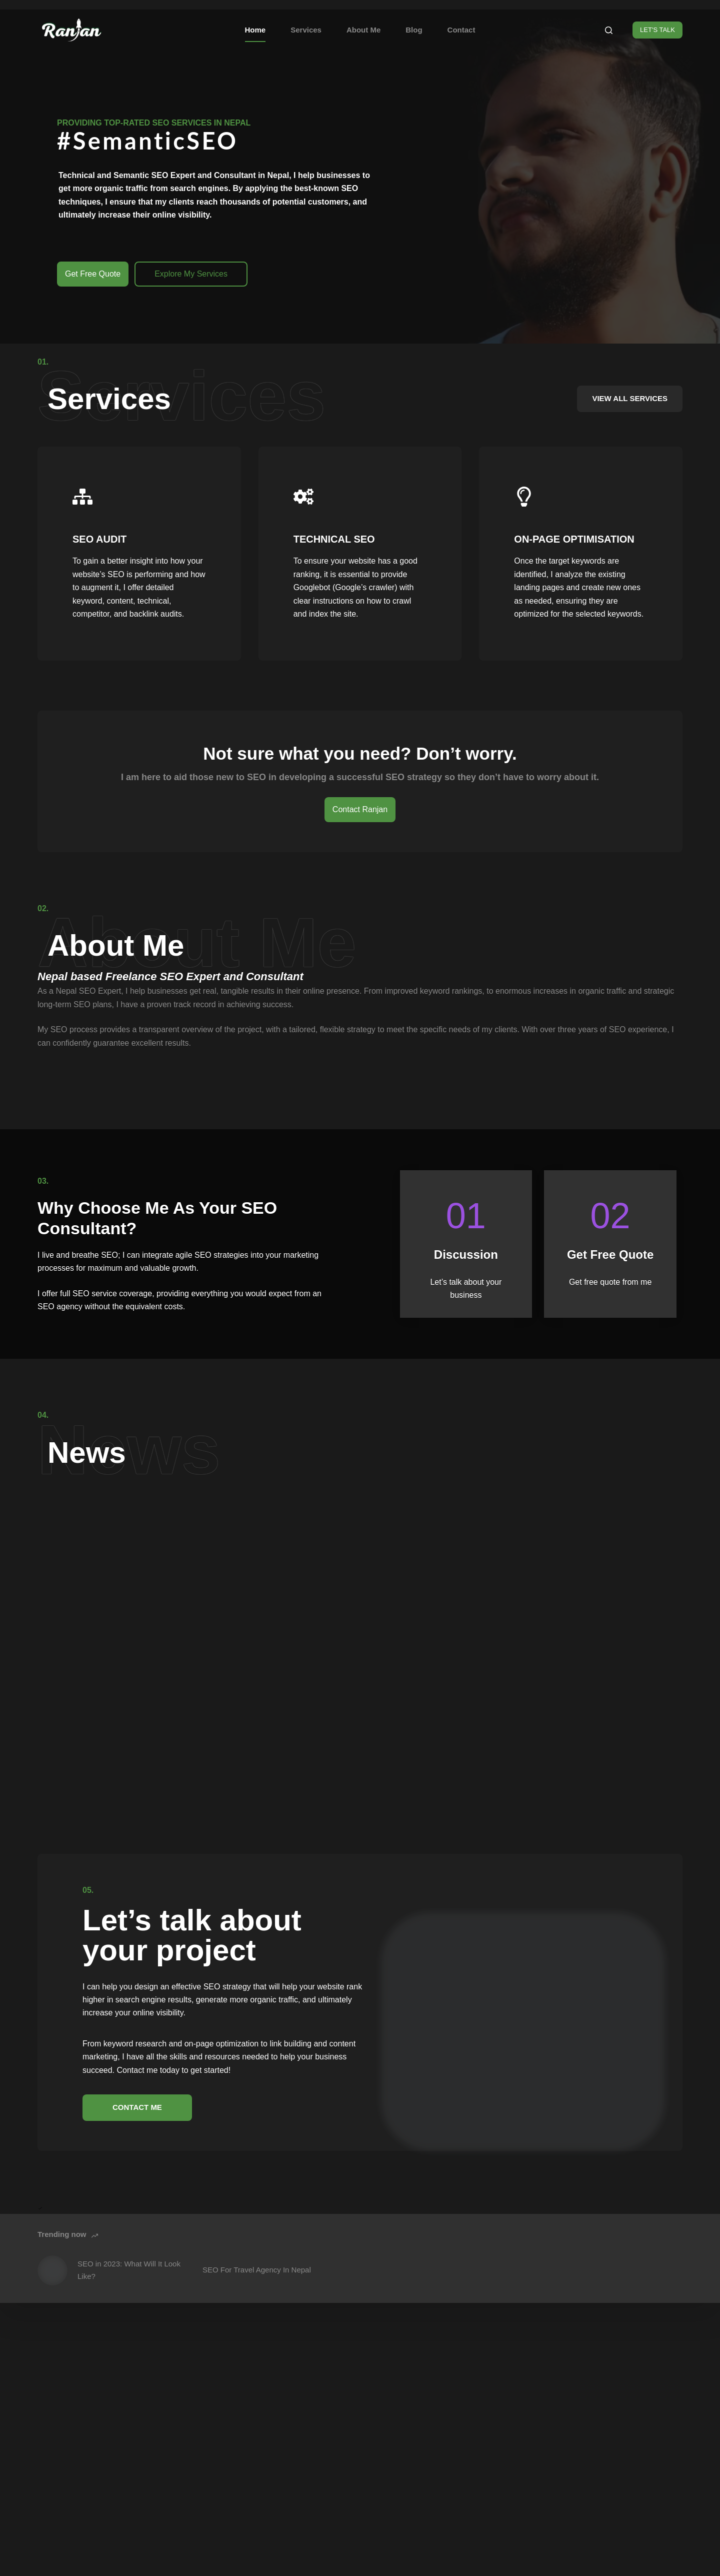 Ranjan
Home Services About Me Blog Contact
LET'S TALK
PROVIDING TOP-RATED SEO SERVICES IN NEPAL
#SemanticSEO
Technical and Semantic SEO Expert and Consultant in Nepal, I help businesses to
get more organic traffic from search engines. By applying the best-known SEO
techniques, I ensure that my clients reach thousands of potential customers, and
ultimately increase their online visibility.
Get Free Quote
Explore My Services
01.
Services
Services
VIEW ALL SERVICES
SEO AUDIT
To gain a better insight into how your
website’s SEO is performing and how
to augment it, I offer detailed
keyword, content, technical,
competitor, and backlink audits.
TECHNICAL SEO
To ensure your website has a good
ranking, it is essential to provide
Googlebot (Google’s crawler) with
clear instructions on how to crawl
and index the site.
ON-PAGE OPTIMISATION
Once the target keywords are
identified, I analyze the existing
landing pages and create new ones
as needed, ensuring they are
optimized for the selected keywords.
Not sure what you need? Don’t worry.
I am here to aid those new to SEO in developing a successful SEO strategy so they don’t have to worry about it.
Contact Ranjan
02.
About Me
About Me
Nepal based Freelance SEO Expert and Consultant
As a Nepal SEO Expert, I help businesses get real, tangible results in their online presence. From improved keyword rankings, to enormous increases in organic traffic and strategic
long-term SEO plans, I have a proven track record in achieving success.
My SEO process provides a transparent overview of the project, with a tailored, flexible strategy to meet the specific needs of my clients. With over three years of SEO experience, I
can confidently guarantee excellent results.
03.
Why Choose Me As Your SEO
Consultant?
I live and breathe SEO; I can integrate agile SEO strategies into your marketing
processes for maximum and valuable growth.
I offer full SEO service coverage, providing everything you would expect from an
SEO agency without the equivalent costs.
01
Discussion
Let’s talk about your
business
02
Get Free Quote
Get free quote from me
04.
News
News
05.
Let’s talk about
your project
I can help you design an effective SEO strategy that will help your website rank
higher in search engine results, generate more organic traffic, and ultimately
increase your online visibility.
From keyword research and on-page optimization to link building and content
marketing, I have all the skills and resources needed to help your business
succeed. Contact me today to get started!
CONTACT ME
Trending now
SEO in 2023: What Will It Look
Like?
SEO For Travel Agency In Nepal